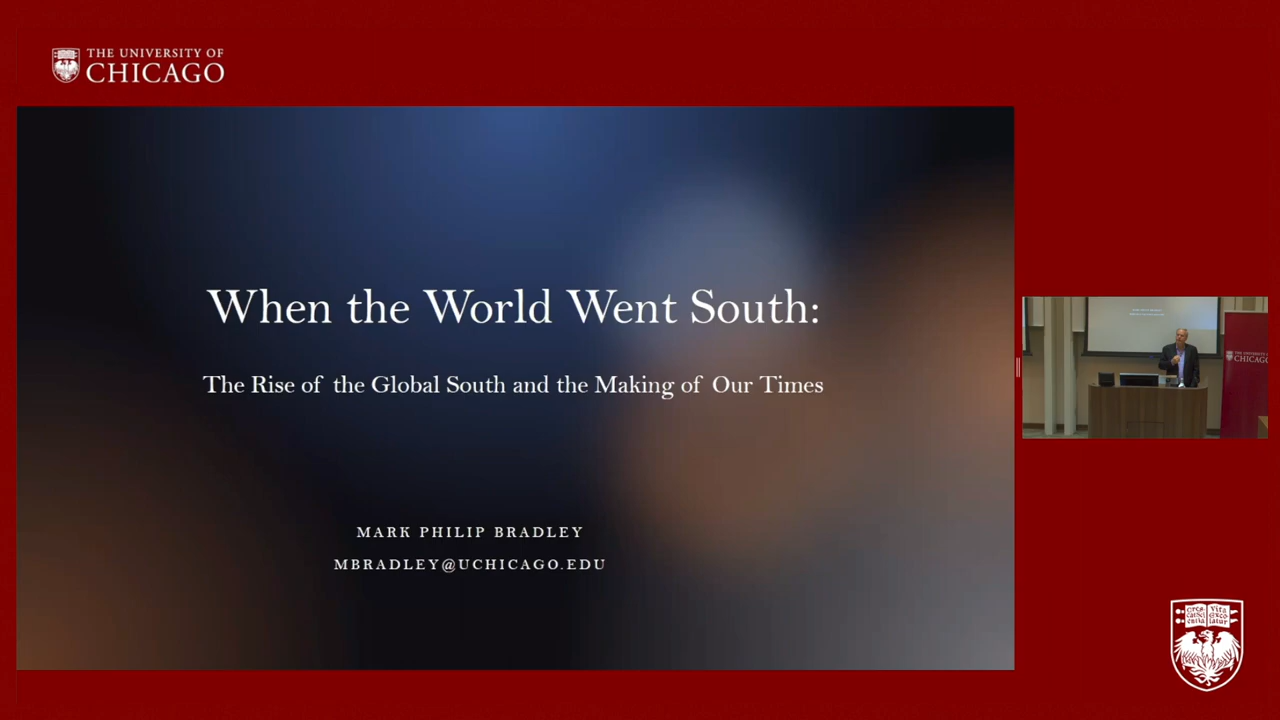 THE UNIVERSITY OF
CHICAGO
When the World Went South:
The Rise of the Global South and the Making of Our Times
MARK PHILIP BRADLEY
MBRADLEY@UCHICAGO.EDU
CHICAGO